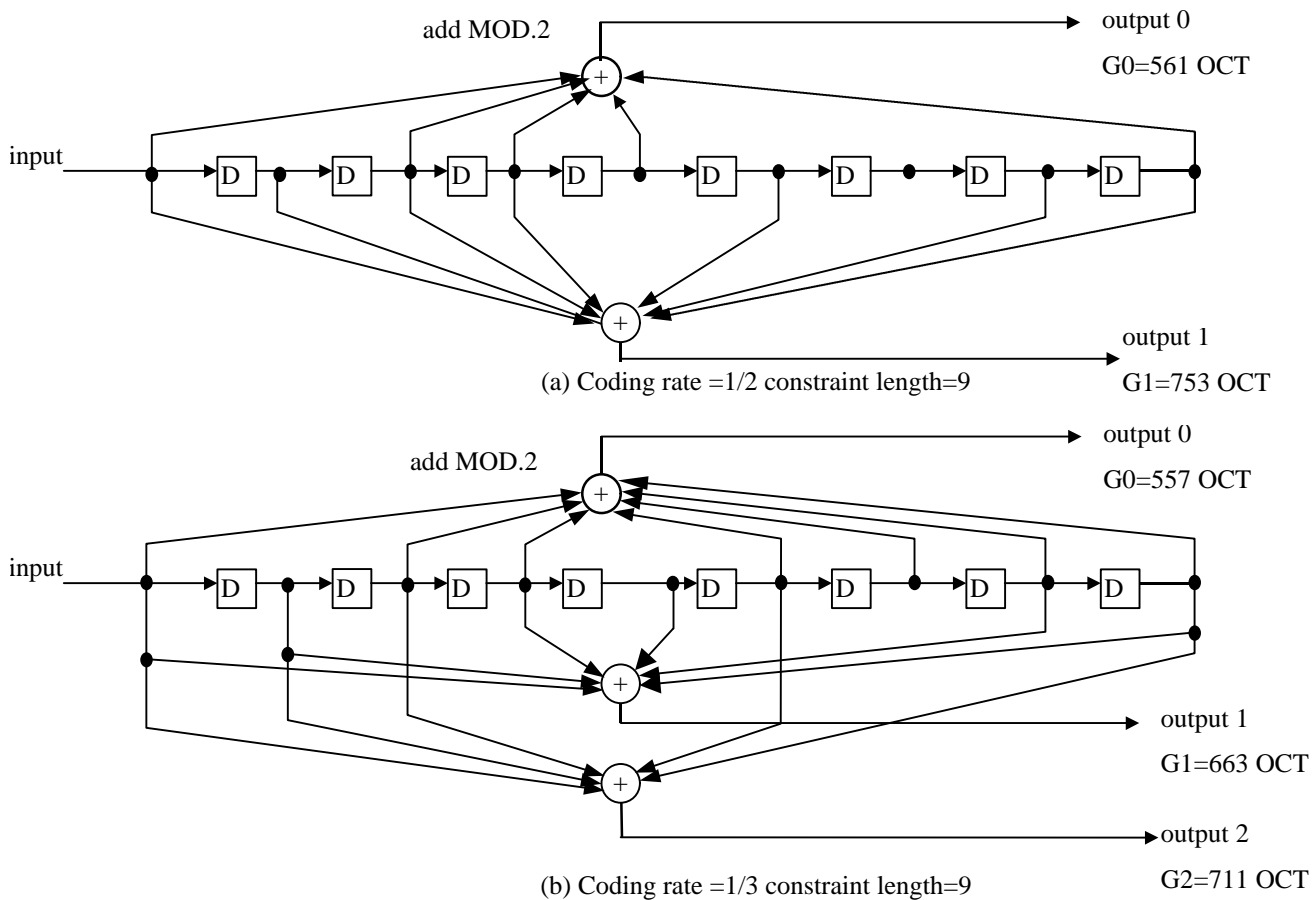 add MOD.2
output 0
G0=561 OCT
input
D D D D D D D D
+
+
output 1
G1=753 OCT
(a) Coding rate =1/2 constraint length=9
output 0
add MOD.2
G0=557 OCT
+
input
D D D D D D D D
+
output 1
G1=663 OCT
+
output 2
G2=711 OCT
(b) Coding rate =1/3 constraint length=9